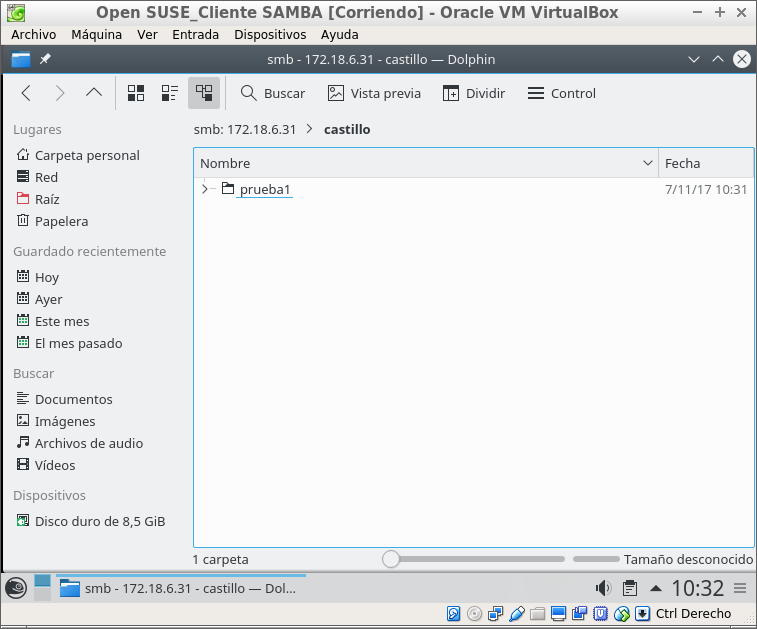 Open SUSE_Cliente SAMBA [Corriendo] - Oracle VM VirtualBox
Archivo Máquina Ver Entrada Dispositivos Ayuda
smb - 172.18.6.31 - castillo — Dolphin
Buscar Vista previa Dividir Control
Lugares
smb: 172.18.6.31 > castillo
Carpeta personal
Red
Raíz
Papelera
Guardado recientemente
Hoy
Ayer
Este mes
El mes pasado
Buscar
Documentos
Imágenes
Archivos de audio
Vídeos
Dispositivos
Disco duro de 8,5 GiB
Nombre Fecha
prueba1 7/11/17 10:31
1 carpeta Tamaño desconocido
smb - 172.18.6.31 - castillo — Dol... 10:32
Ctrl Derecho